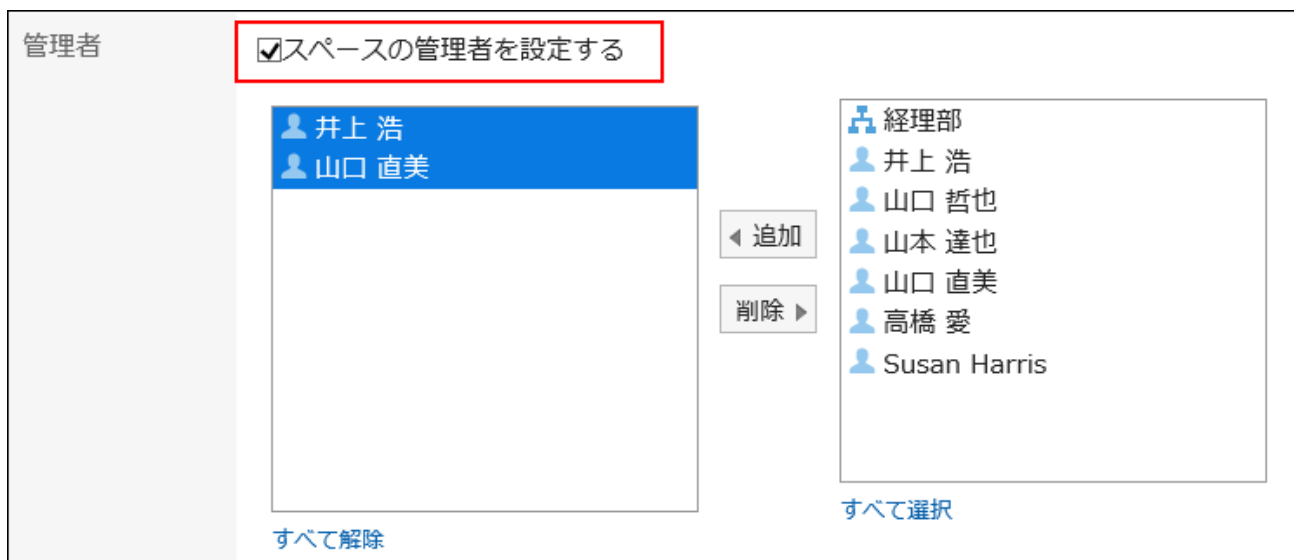 管理者
スペースの管理者を設定する
井上 浩
山口 直美
すべて解除
追加
削除
経理部
井上 浩
山口 哲也
山本 達也
山口 直美
高橋 愛
Susan Harris
すべて選択